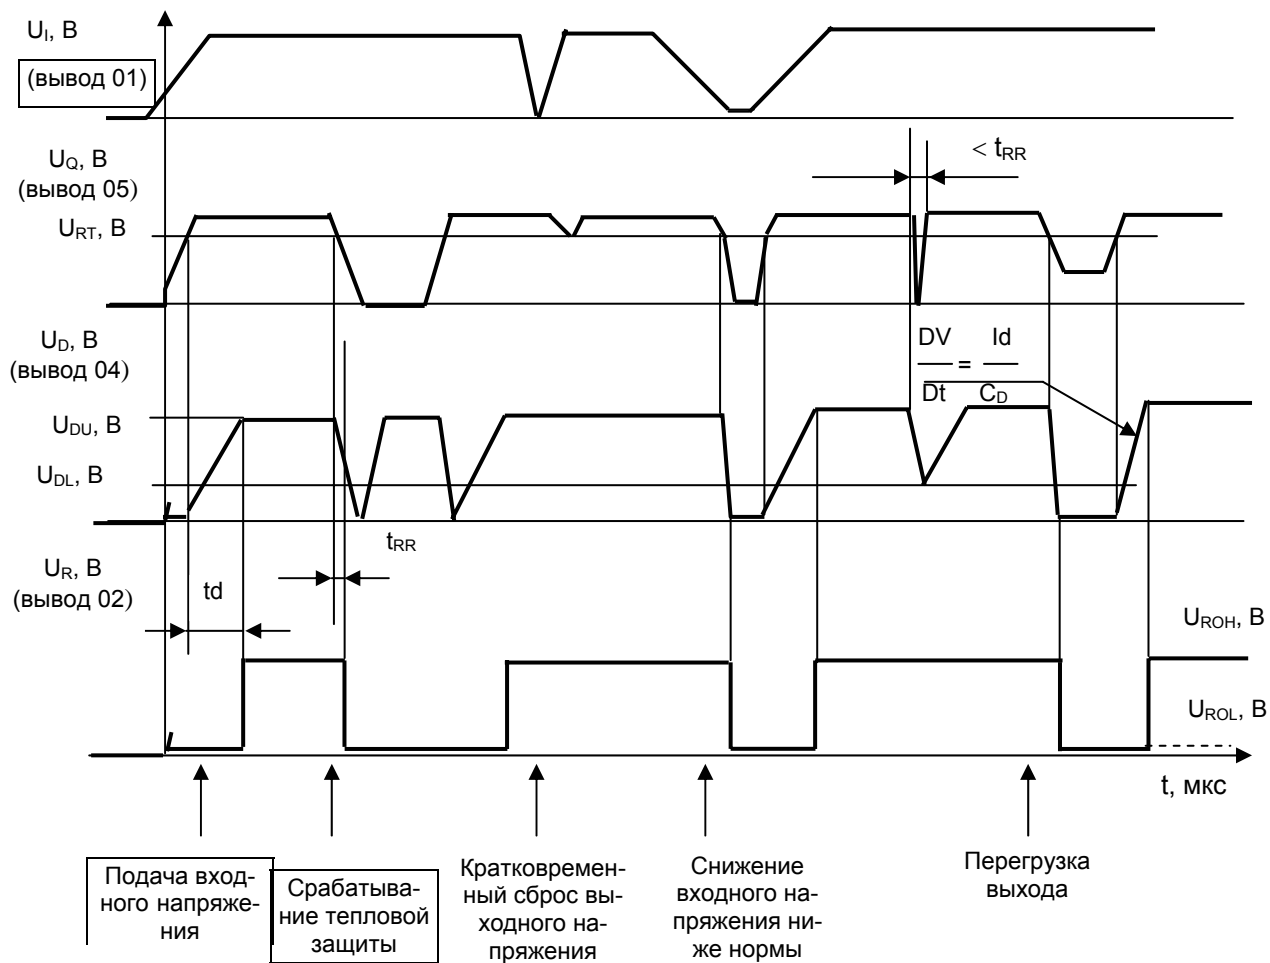 U_I, В
(вывод 01)
U_Q, В
(вывод 05)
< t_RR
U_RT, В
U_D, В
(вывод 04)
DV Id
=
Dt C_D
U_DU, В
U_DL, В
t_RR
U_R, В
(вывод 02)
td
U_ROH, В
U_ROL, В
t, мкс
Подача вход-
ного напряже-
ния
Срабатыва-
ние тепловой
защиты
Кратковремен-
ный сброс вы-
ходного на-
пряжения
Снижение
входного на-
пряжения ни-
же нормы
Перегрузка
выхода